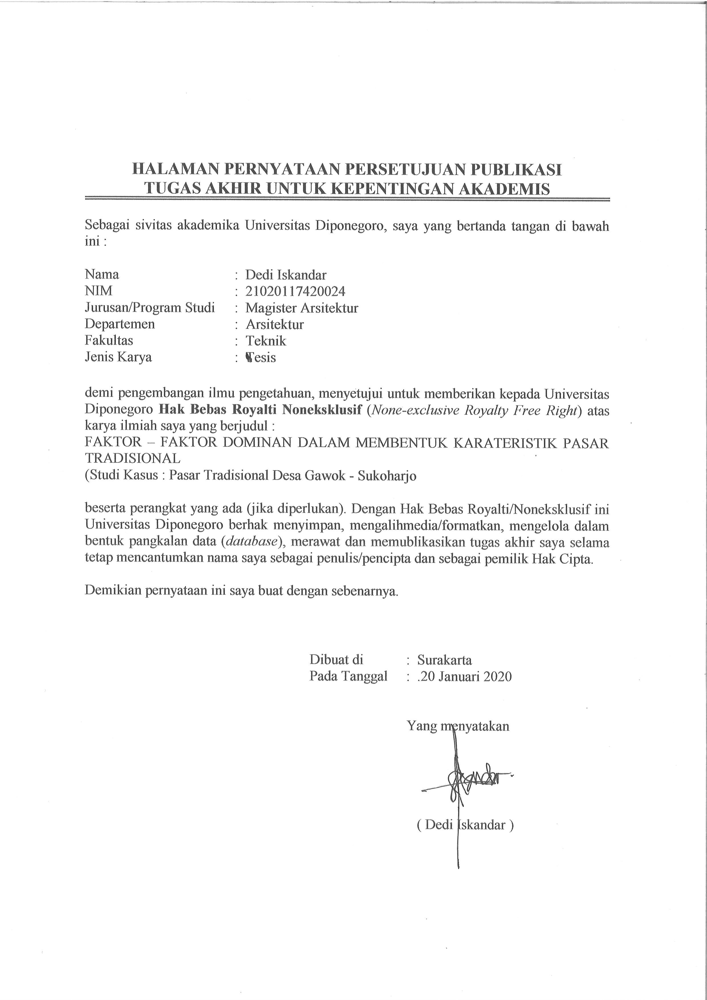 HALAMAN PERNYATAAN PERSETUJUAN PUBLIKASI
TUGAS AKHIR UNTUK KEPENTINGAN AKADEMIS
Sebagai sivitas akademika Universitas Diponegoro, saya yang bertanda tangan di bawah
ini :
Nama : Dedi Iskandar
NIM : 21020117420024
Jurusan/Program Studi : Magister Arsitektur
Departemen : Arsitektur
Fakultas : Teknik
Jenis Karya : Tesis
demi pengembangan ilmu pengetahuan, menyetujui untuk memberikan kepada Universitas
Diponegoro Hak Bebas Royalti Noneksklusif (None-exclusive Royalty Free Right) atas
karya ilmiah saya yang berjudul :
FAKTOR – FAKTOR DOMINAN DALAM MEMBENTUK KARATERISTIK PASAR
TRADISIONAL
(Studi Kasus : Pasar Tradisional Desa Gawok - Sukoharjo
beserta perangkat yang ada (jika diperlukan). Dengan Hak Bebas Royalti/Noneksklusif ini
Universitas Diponegoro berhak menyimpan, mengalihmedia/formatkan, mengelola dalam
bentuk pangkalan data (database), merawat dan memublikasikan tugas akhir saya selama
tetap mencantumkan nama saya sebagai penulis/pencipta dan sebagai pemilik Hak Cipta.
Demikian pernyataan ini saya buat dengan sebenarnya.
Dibuat di : Surakarta
Pada Tanggal : .20 Januari 2020
Yang menyatakan
( Dedi Iskandar )